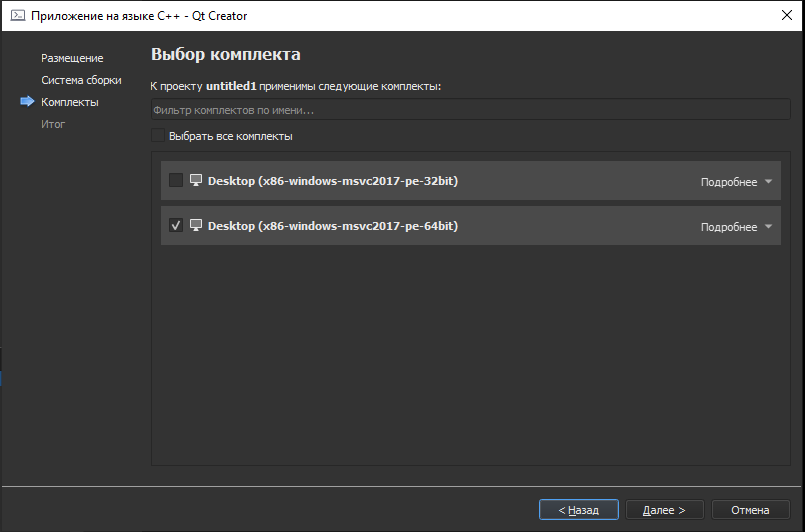 Приложение на языке C++ - Qt Creator
Размещение
Система сборки
Комплекты
Итог
Выбор комплекта
К проекту untitled1 применимы следующие комплекты:
Фильтр комплектов по имени...
Выбрать все комплекты
Desktop (x86-windows-msvc2017-pe-32bit) Подробнее
Desktop (x86-windows-msvc2017-pe-64bit) Подробнее
< Назад Далее > Отмена